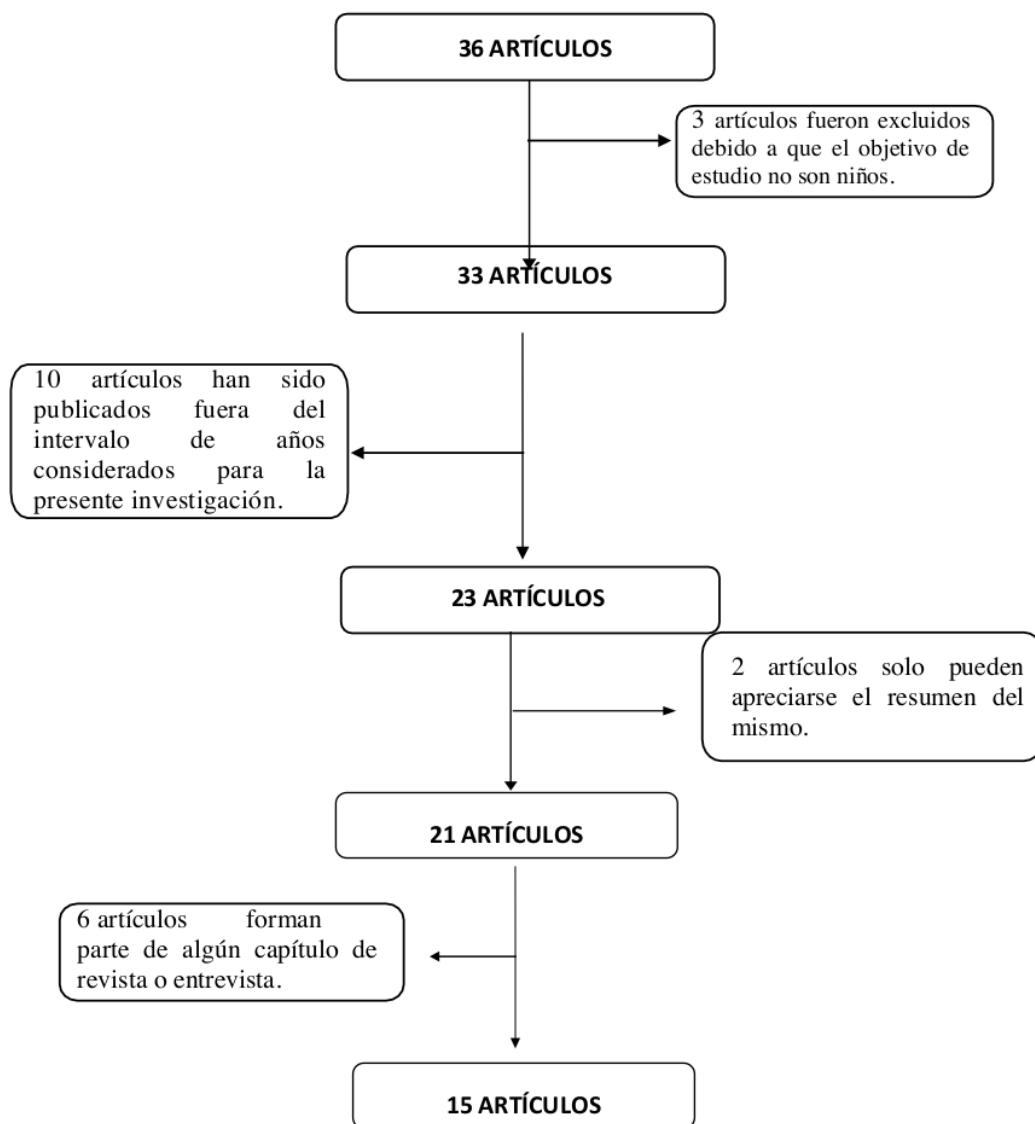 36 ARTÍCULOS
3 artículos fueron excluidos
debido a que el objetivo de
estudio no son niños.
33 ARTÍCULOS
10 artículos han sido
publicados fuera del
intervalo de años
considerados para la
presente investigación.
23 ARTÍCULOS
2 artículos solo pueden
apreciarse el resumen del
mismo.
21 ARTÍCULOS
6 artículos forman
parte de algún capítulo de
revista o entrevista.
15 ARTÍCULOS